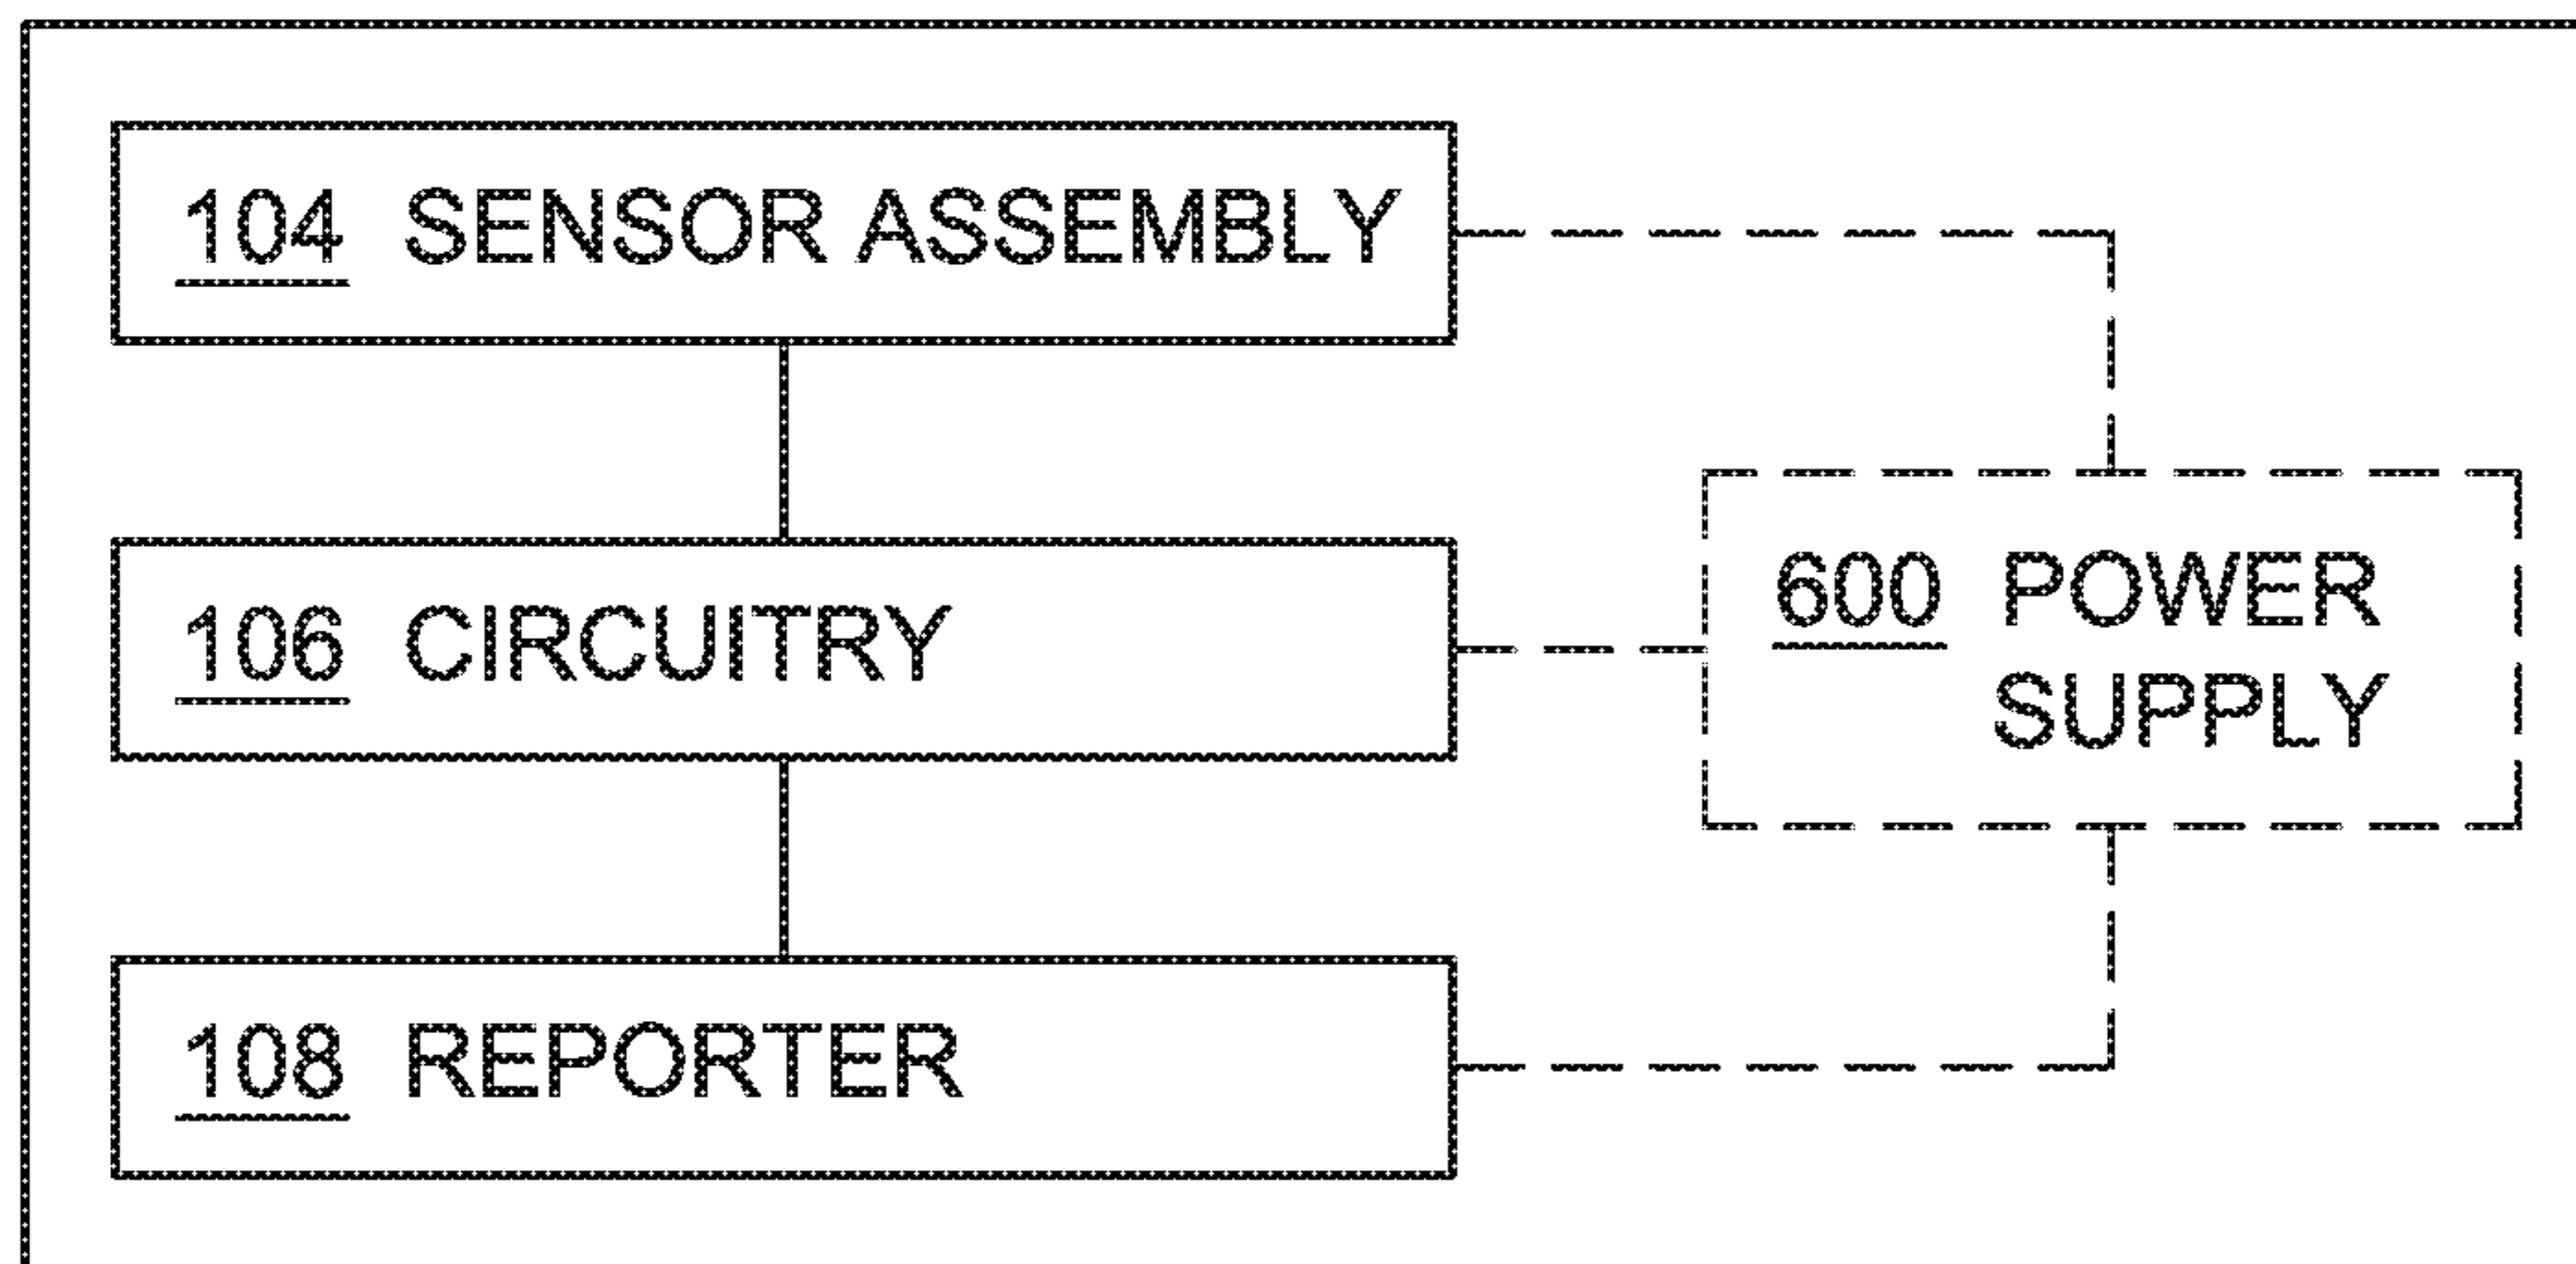 104 SENSOR ASSEMBLY
106 CIRCUITRY
600 POWER
SUPPLY
108 REPORTER